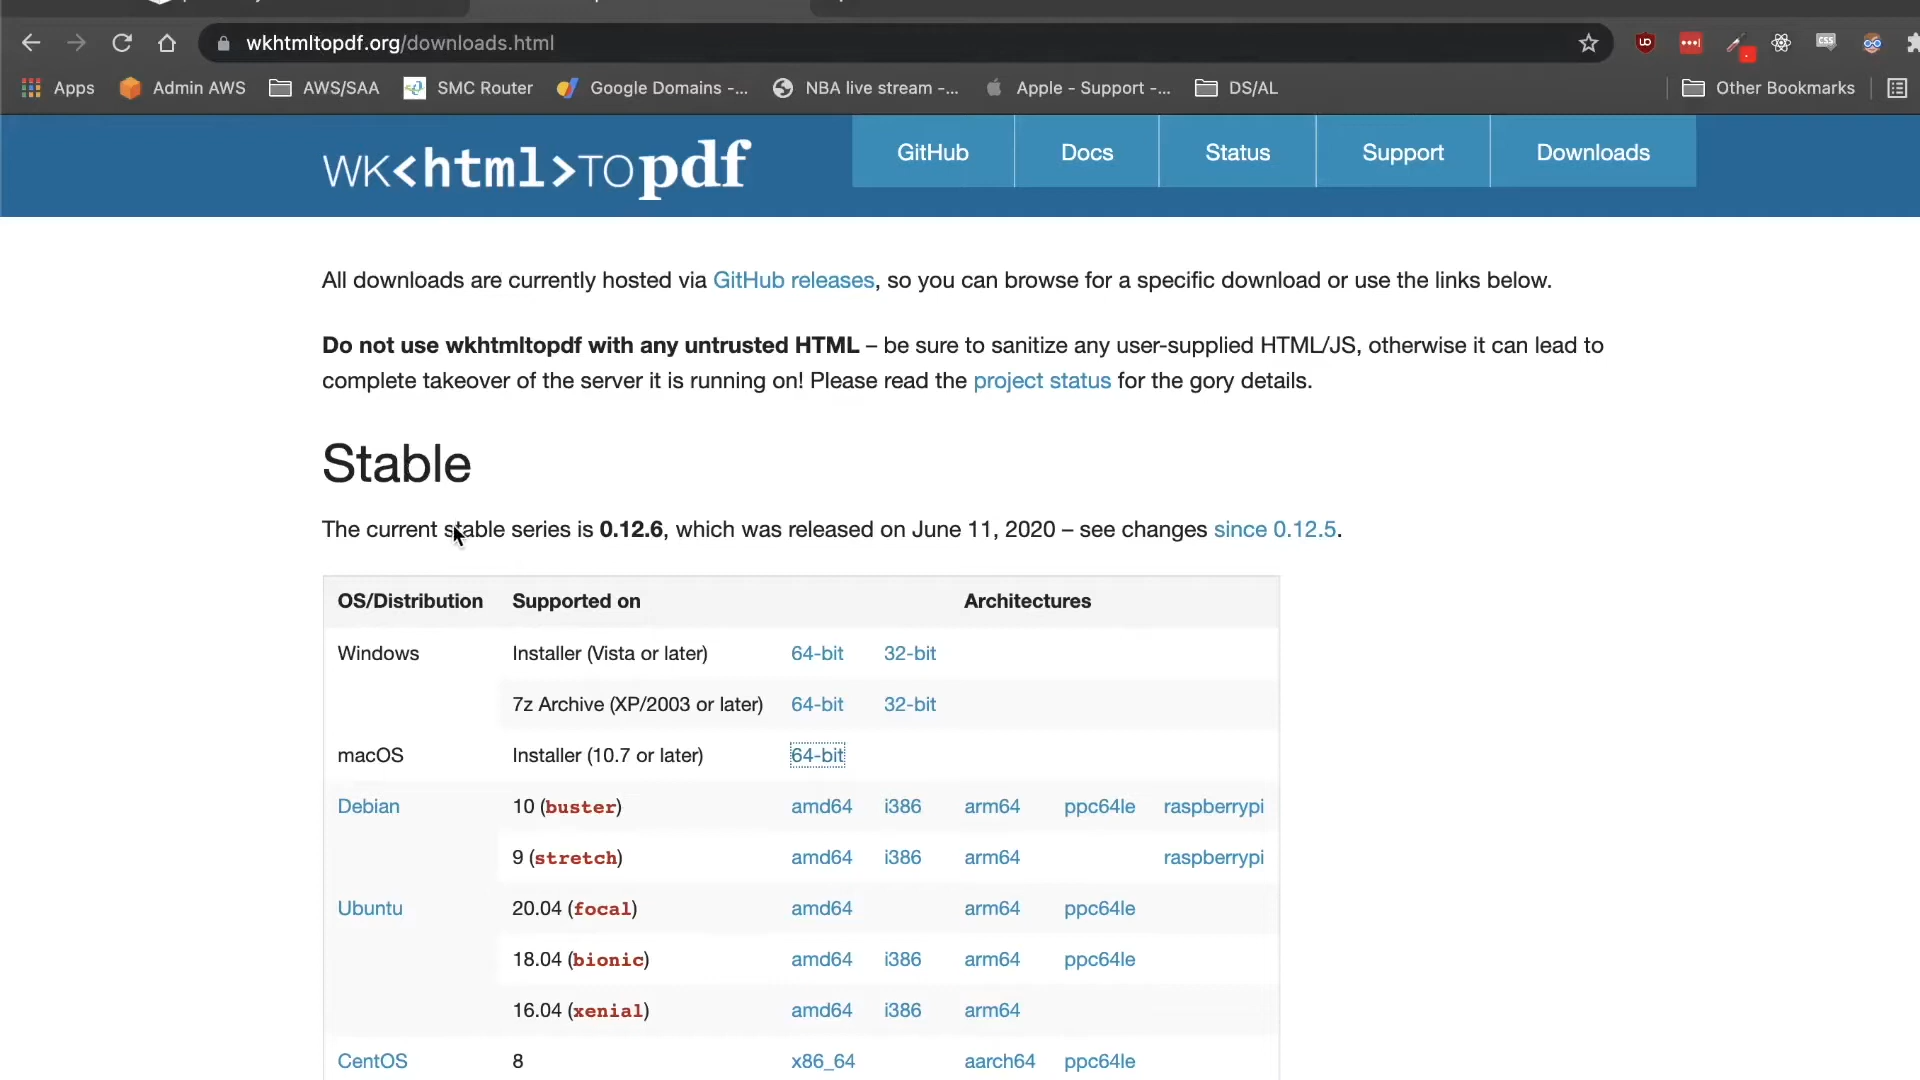 wkhtmltopdf.org/downloads.html
Apps Admin AWS AWS/SAA SMC Router Google Domains -... NBA live stream -... Apple - Support -... DS/AL Other Bookmarks
WK<html>TOpdf GitHub Docs Status Support Downloads
All downloads are currently hosted via GitHub releases, so you can browse for a specific download or use the links below.
Do not use wkhtmltopdf with any untrusted HTML – be sure to sanitize any user-supplied HTML/JS, otherwise it can lead to
complete takeover of the server it is running on! Please read the project status for the gory details.
Stable
The current stable series is 0.12.6, which was released on June 11, 2020 – see changes since 0.12.5.
OS/Distribution Supported on Architectures
Windows Installer (Vista or later) 64-bit 32-bit
7z Archive (XP/2003 or later) 64-bit 32-bit
macOS Installer (10.7 or later) 64-bit
Debian 10 (buster) amd64 i386 arm64 ppc64le raspberrypi
9 (stretch) amd64 i386 arm64 raspberrypi
Ubuntu 20.04 (focal) amd64 arm64 ppc64le
18.04 (bionic) amd64 i386 arm64 ppc64le
16.04 (xenial) amd64 i386 arm64
CentOS 8 x86_64 aarch64 ppc64le